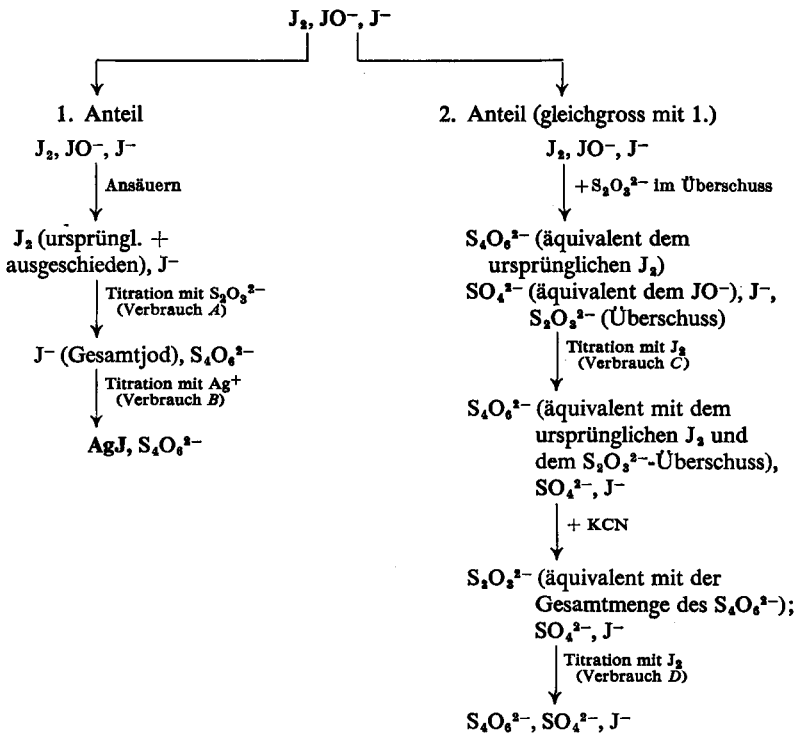 J₂, JO⁻, J⁻
1. Anteil
J₂, JO⁻, J⁻
Ansäuern
J₂ (ursprüngl. +
ausgeschieden), J⁻
Titration mit S₂O₃²⁻
(Verbrauch A)
J⁻ (Gesamtjod), S₄O₆²⁻
Titration mit Ag⁺
(Verbrauch B)
AgJ, S₄O₆²⁻
2. Anteil (gleichgross mit 1.)
J₂, JO⁻, J⁻
+ S₂O₃²⁻ im Überschuss
S₄O₆²⁻ (äquivalent dem
ursprünglichen J₂)
SO₄²⁻ (äquivalent dem JO⁻), J⁻,
S₂O₃²⁻ (Überschuss)
Titration mit J₂
(Verbrauch C)
S₄O₆²⁻ (äquivalent mit dem
ursprünglichen J₂ und
dem S₂O₃²⁻-Überschuss),
SO₄²⁻, J⁻
+ KCN
S₂O₃²⁻ (äquivalent mit der
Gesamtmenge des S₄O₆²⁻);
SO₄²⁻, J⁻
Titration mit J₂
(Verbrauch D)
S₄O₆²⁻, SO₄²⁻, J⁻